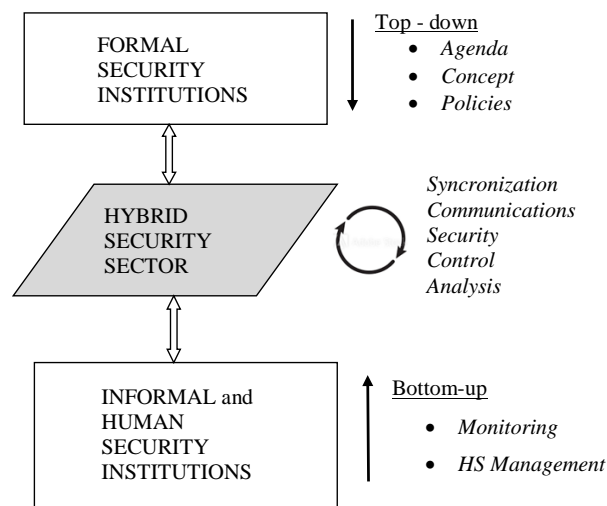 FORMAL
SECURITY
INSTITUTIONS
Top - down
• Agenda
• Concept
• Policies
HYBRID
SECURITY
SECTOR
Syncronization
Communications
Security
Control
Analysis
INFORMAL and
HUMAN
SECURITY
INSTITUTIONS
Bottom-up
• Monitoring
• HS Management